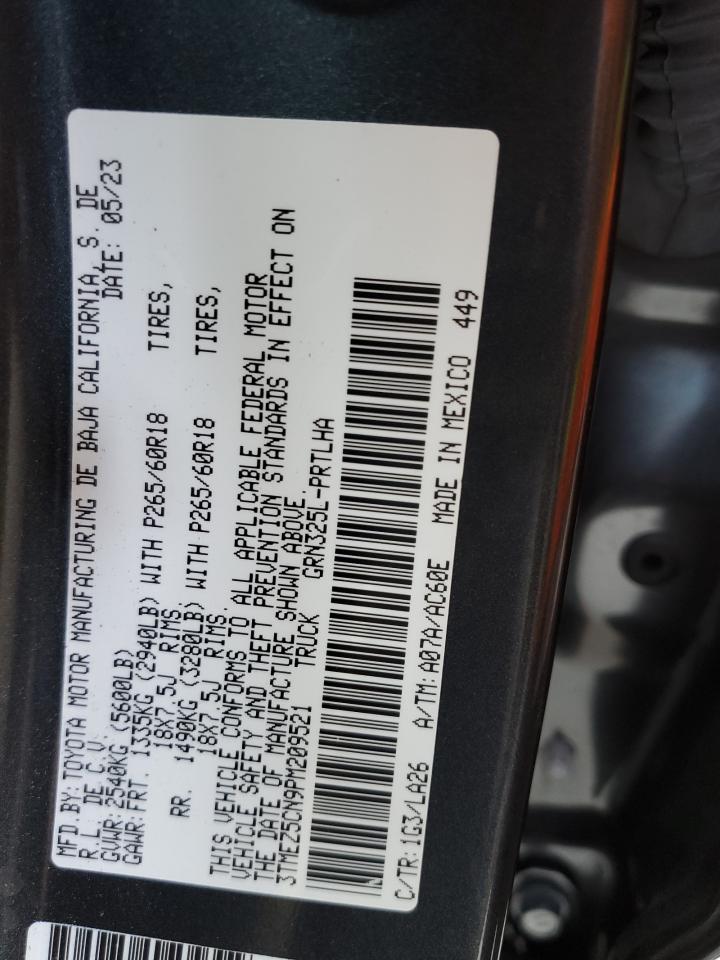 MFD BY: TOYOTA MOTOR MANUFACTURING DE BAJA CALIFORNIA, S. DE
R.L. DE C.V. DATE: 05/23
GVWR: 2540KG (5600LB)
GAWR: FRT. 1335KG (2940LB) WITH P265/60R18 TIRES,
18X7.5J RIMS
RR. 1490KG (3280LB) WITH P265/60R18 TIRES,
18X7.5J RIMS.
THIS VEHICLE CONFORMS TO ALL APPLICABLE FEDERAL MOTOR
VEHICLE SAFETY AND THEFT PREVENTION STANDARDS IN EFFECT ON
THE DATE OF MANUFACTURE SHOWN ABOVE.
3TMEZ5CN9PM209521 TRUCK GRN325L-PRTLHA
C/TR: 1G3/LA26 A/TM: A07A/AC60E MADE IN MEXICO 449